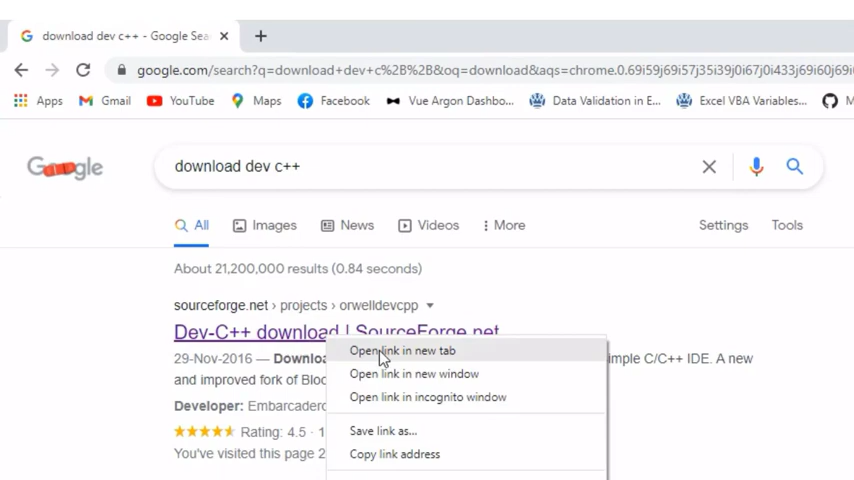 download dev c++ - Google Sea
google.com/search?q=download+dev+c%2B%2B&oq=download&aqs=chrome.0.69i59j69i57j35i39j0i67j0i433j69i60j69i6
Apps Gmail YouTube Maps Facebook Vue Argon Dashbo... Data Validation in E... Excel VBA Variables... M
Google
download dev c++
All Images News Videos More Settings Tools
About 21,200,000 results (0.84 seconds)
sourceforge.net › projects › orwelldevcpp
Dev-C++ download | SourceForge.net
Open link in new tab
29-Nov-2016 — Downloa mple C/C++ IDE. A new
Open link in new window
and improved fork of Bloo
Open link in incognito window
Developer: Embarcadero
Save link as...
Rating: 4.5 · 1
Copy link address
You've visited this page 2